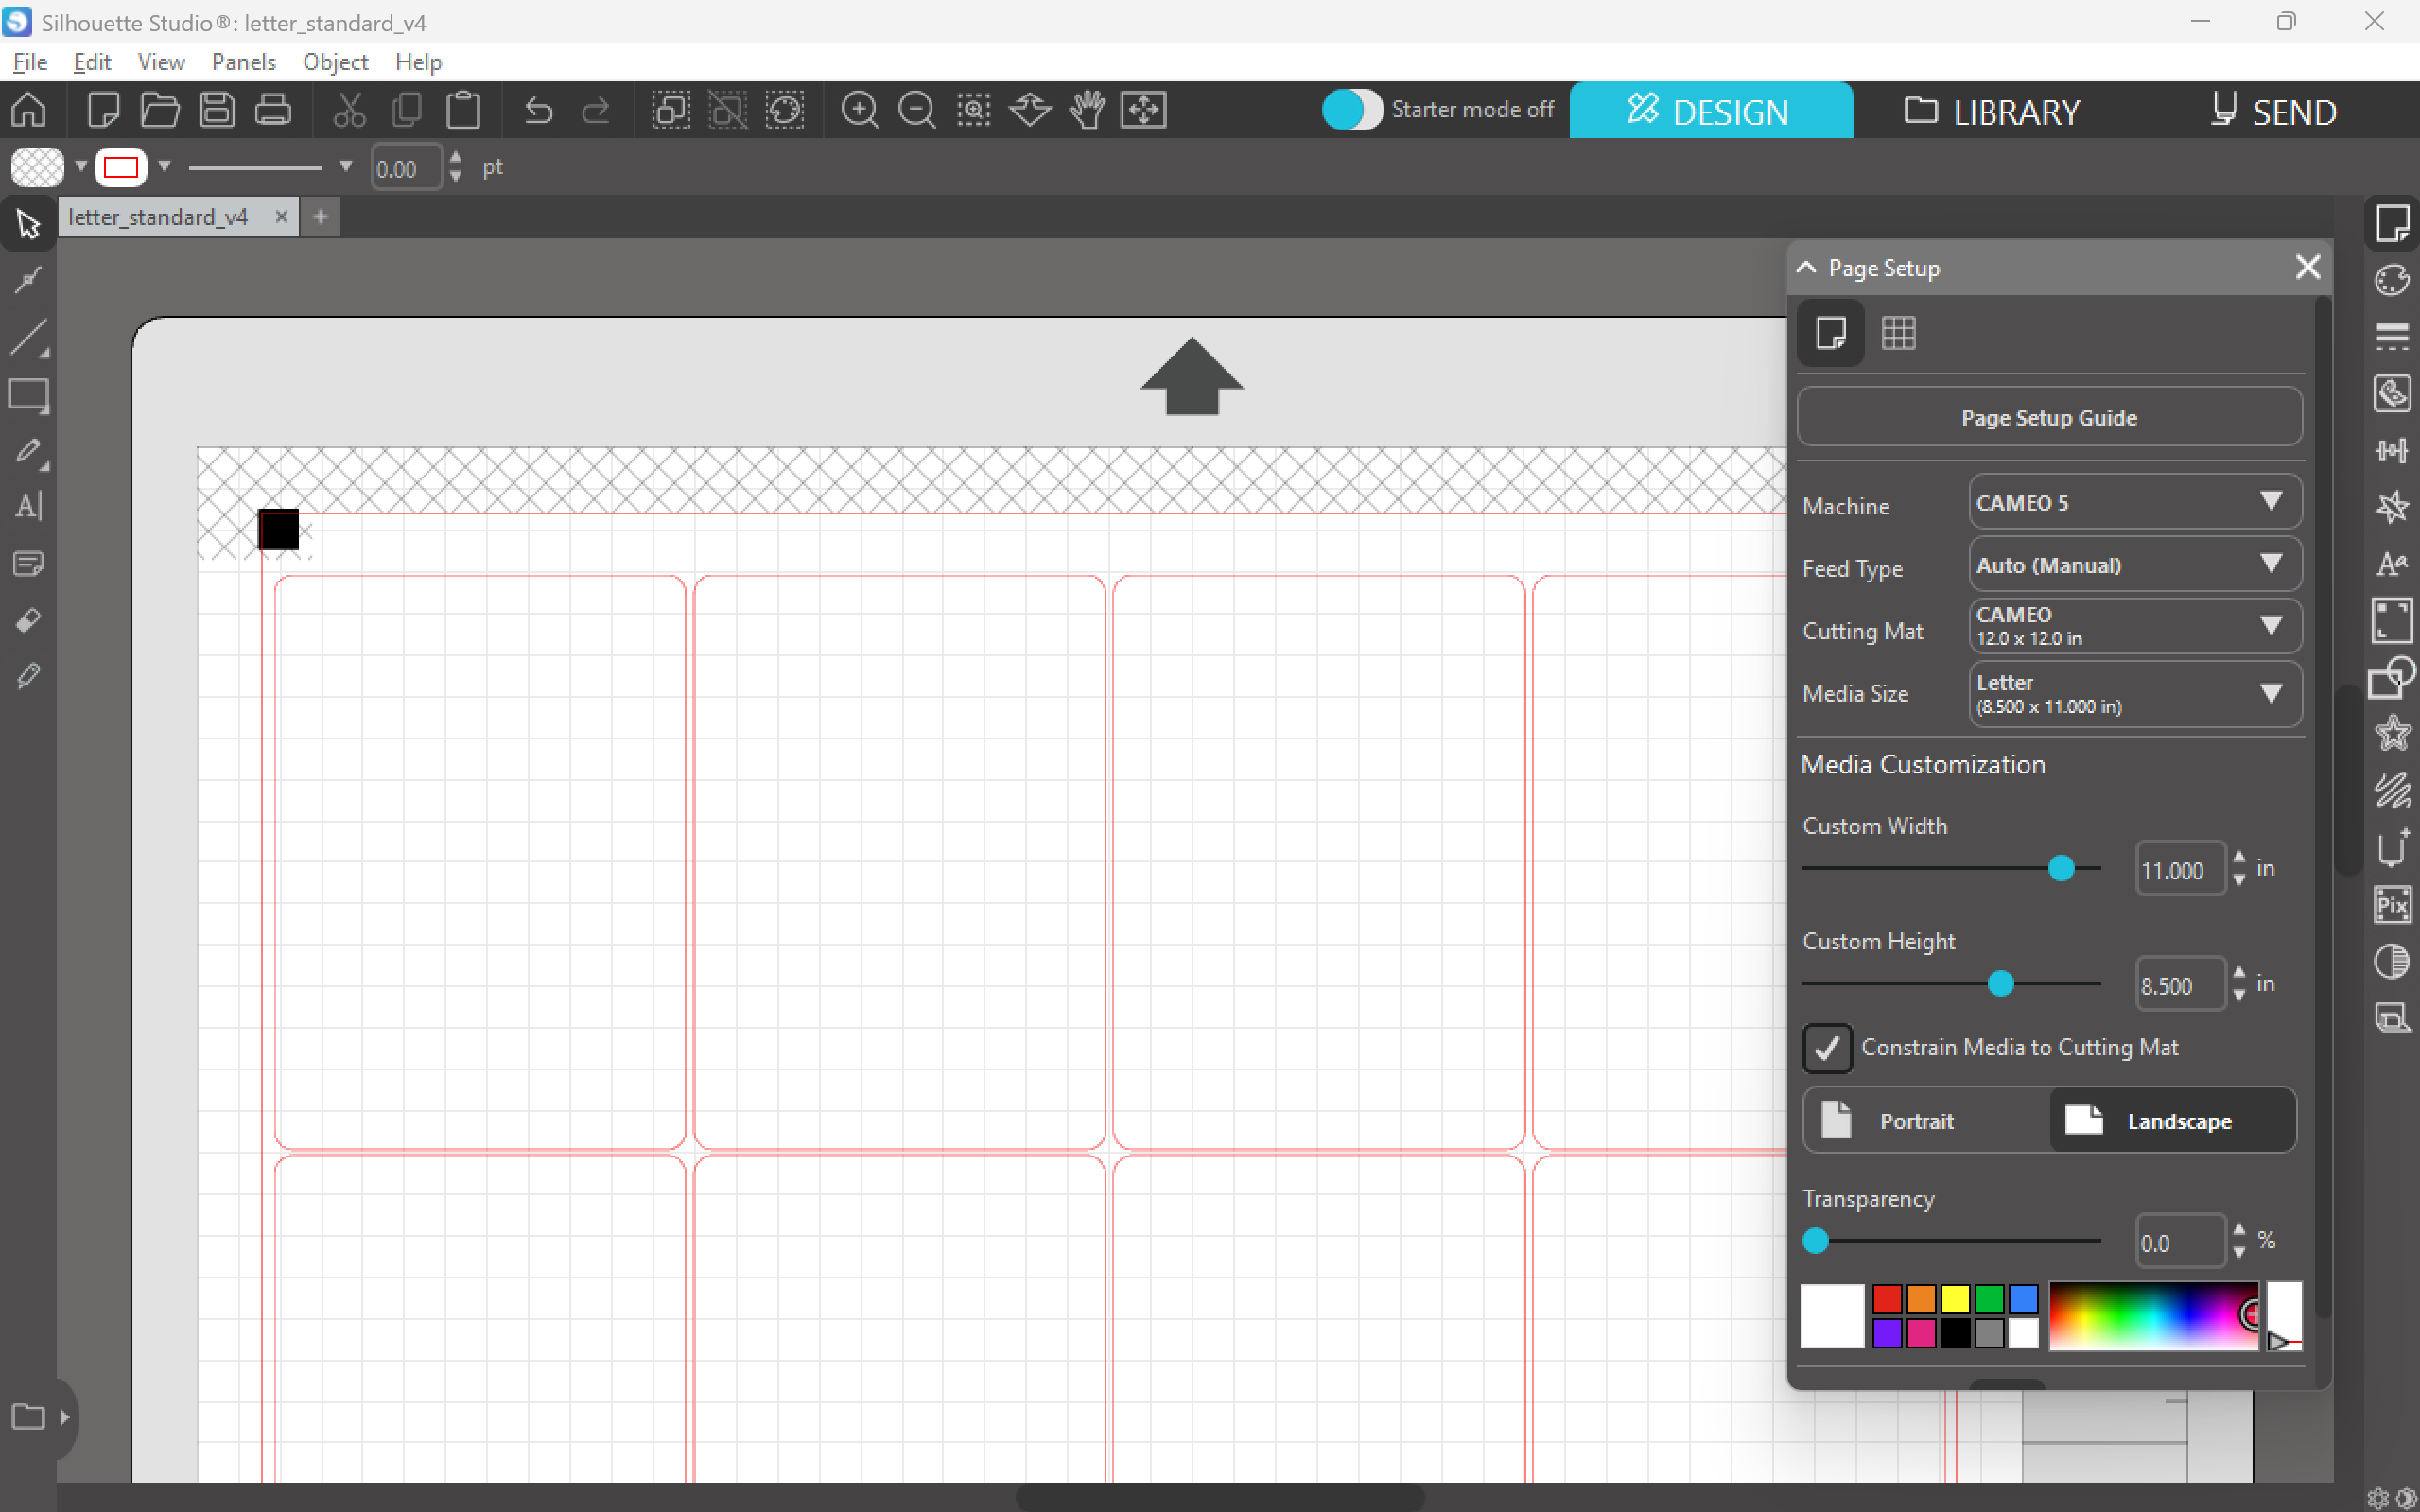 Silhouette Studio®: letter_standard_v4
File Edit View Panels Object Help
Starter mode off
DESIGN
LIBRARY
SEND
0.00 pt
letter_standard_v4
Page Setup
Page Setup Guide
Machine CAMEO 5
Feed Type Auto (Manual)
Cutting Mat CAMEO
12.0 x 12.0 in
Media Size Letter
(8.500 x 11.000 in)
Media Customization
Custom Width
11.000 in
Custom Height
8.500 in
Constrain Media to Cutting Mat
Portrait Landscape
Transparency
0.0 %
A
Aa
Pix